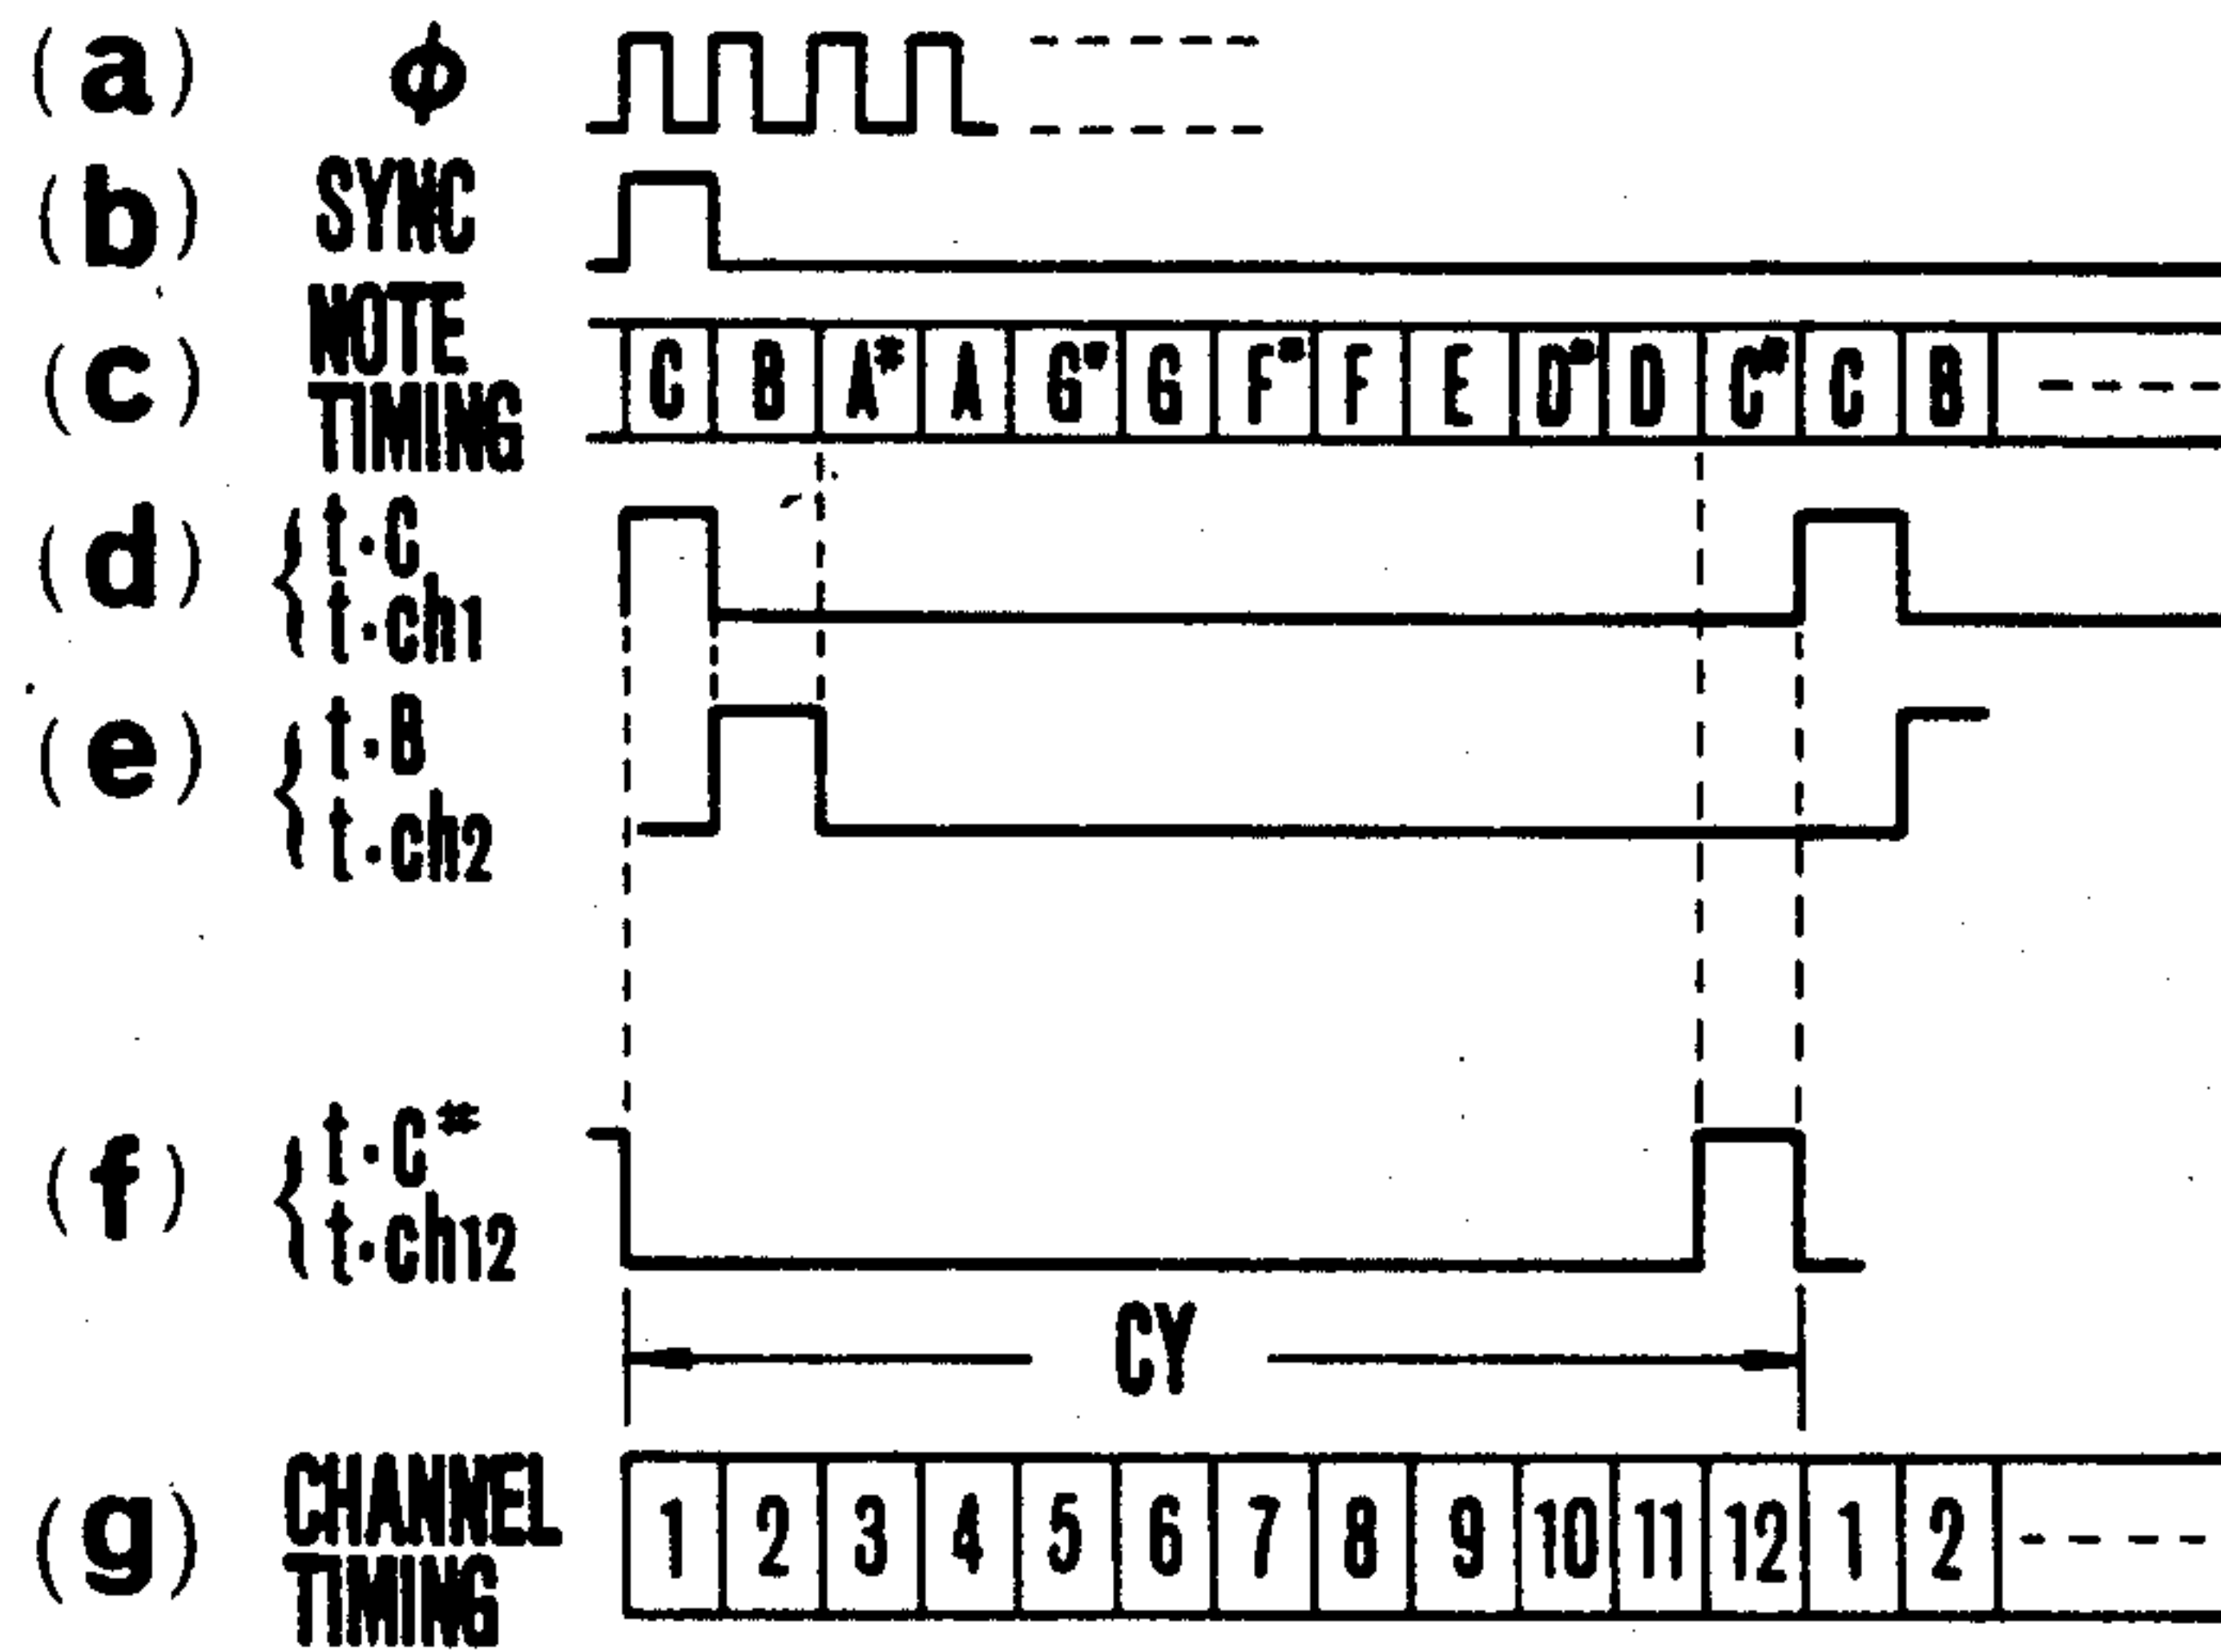 (a) φ
(b) SYNC
(c) NOTE TIMING C B A# A G# G F# F E D# D C# C B
(d) t·C
t·ch1
(e) t·B
t·ch2
(f) t·C#
t·ch12
CY
(g) CHANNEL TIMING 1 2 3 4 5 6 7 8 9 10 11 12 1 2